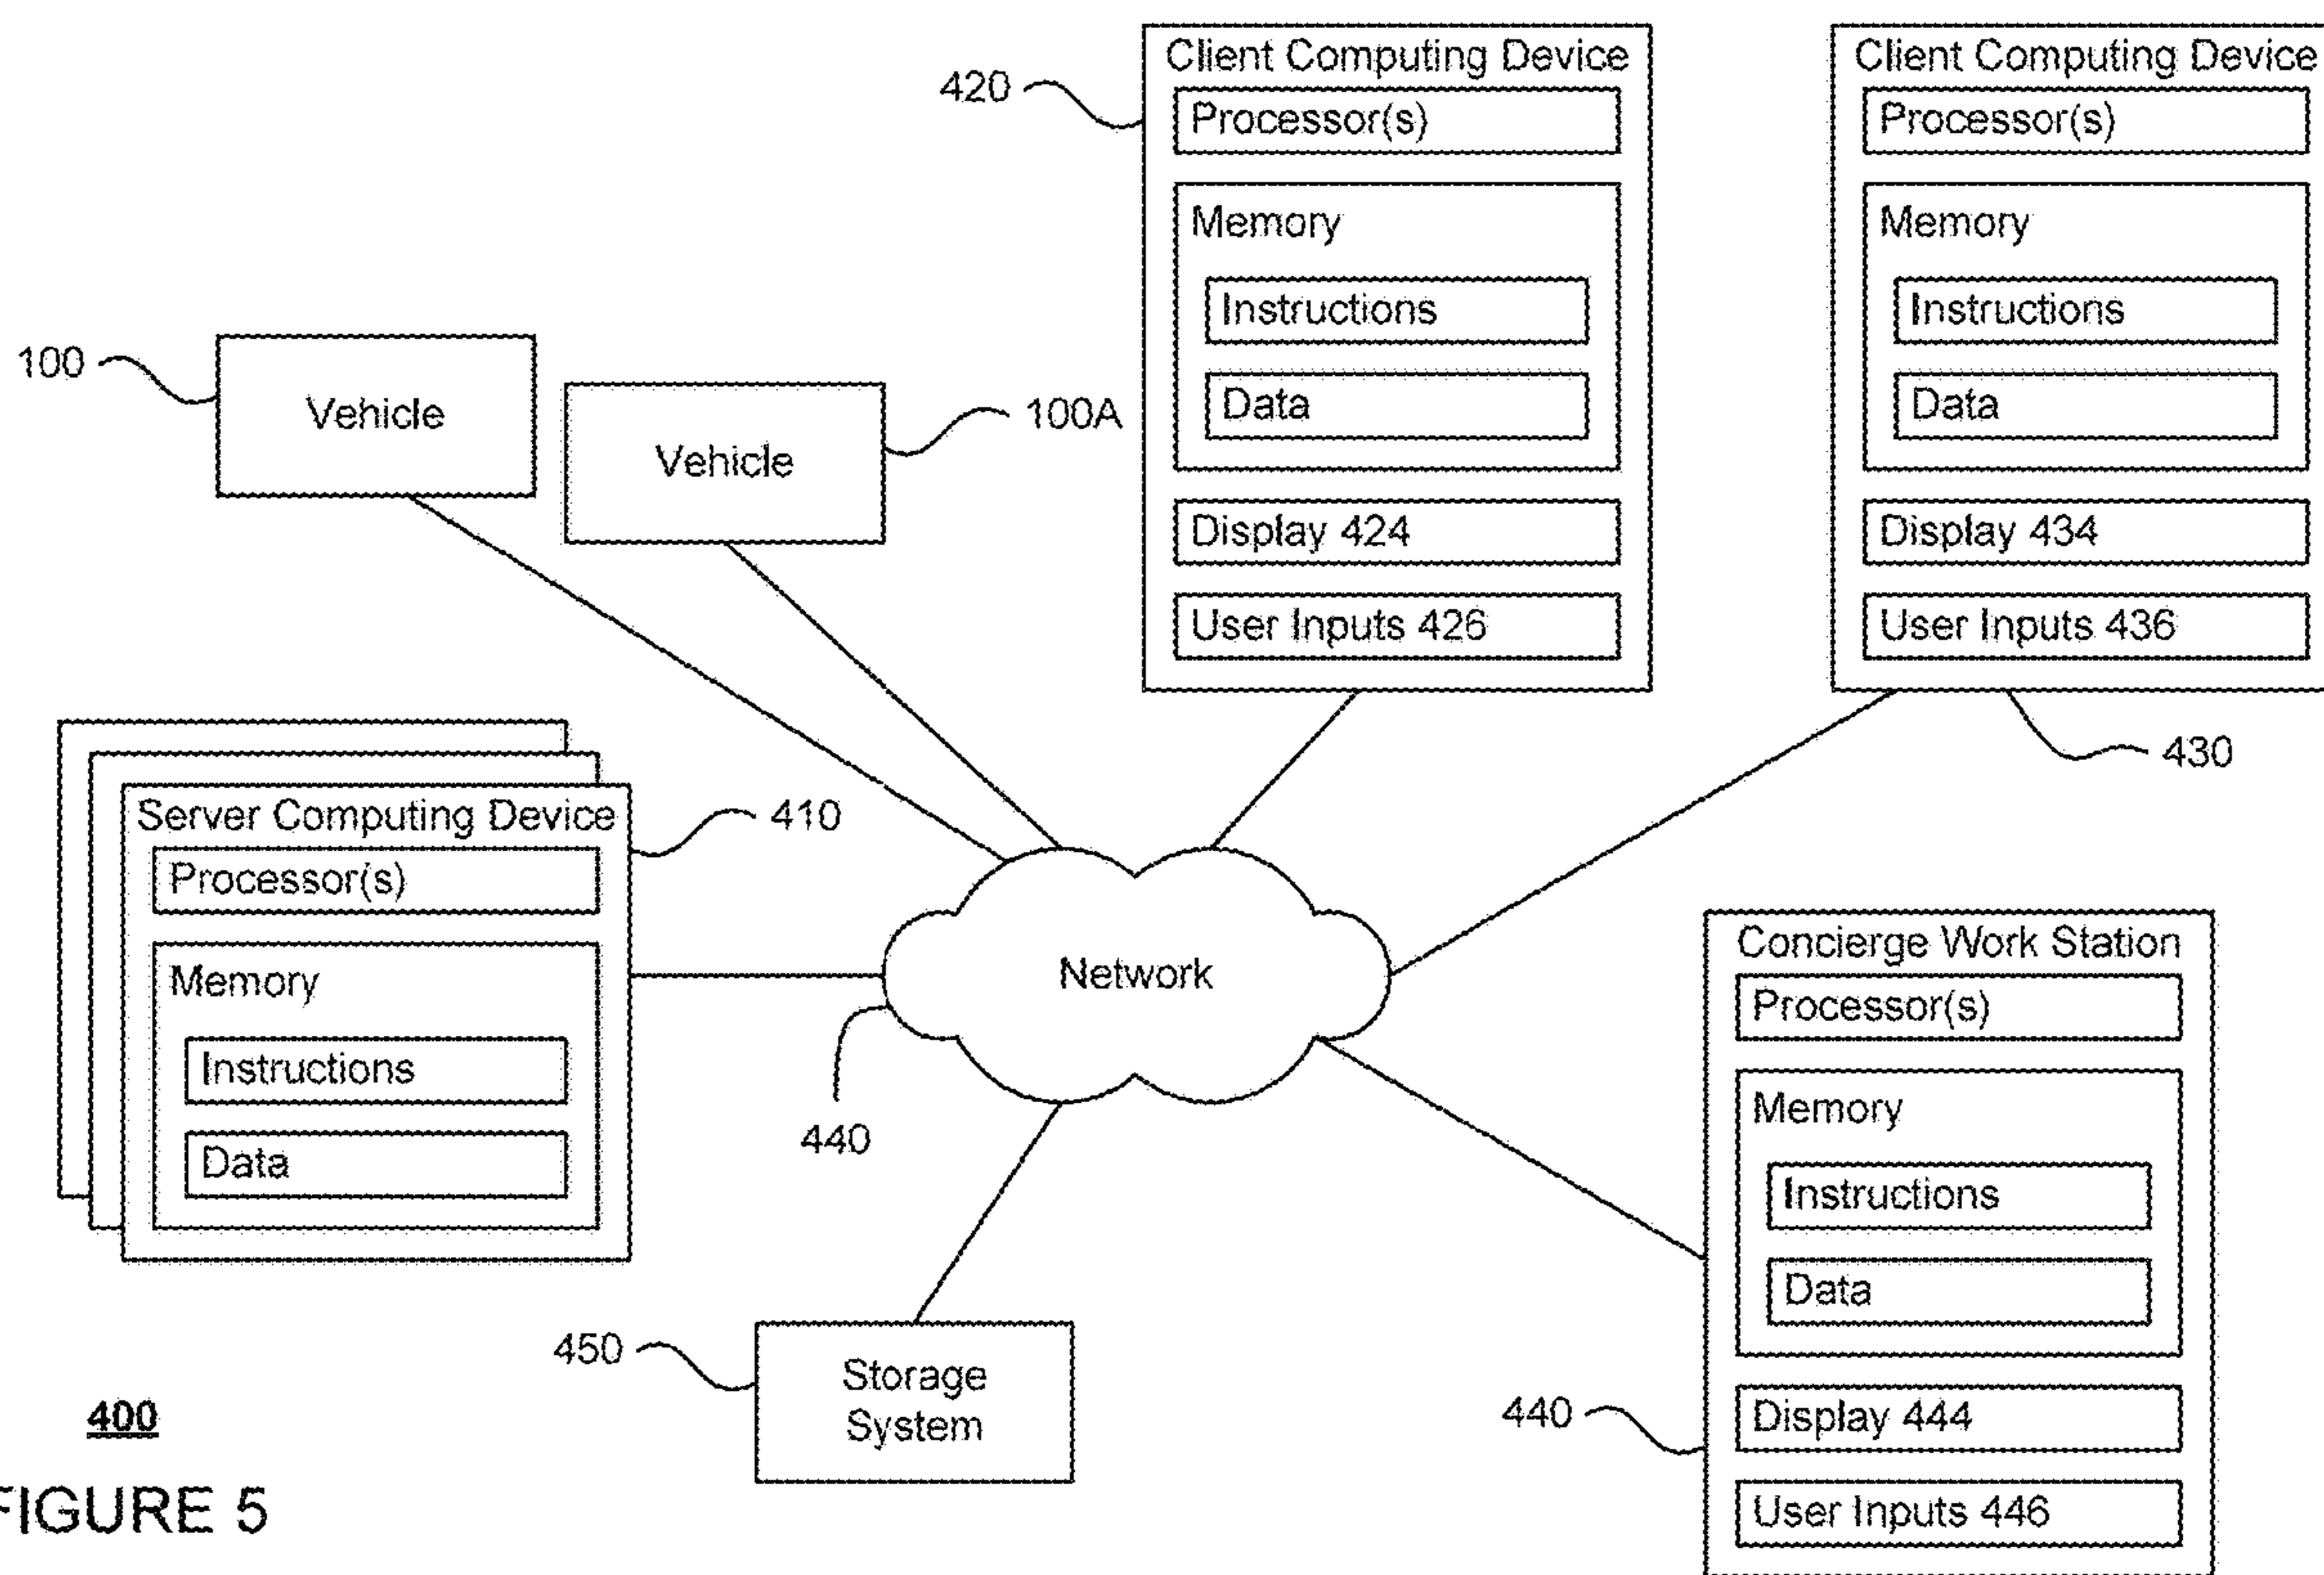 Client Computing Device
420
Processor(s)
Memory
Instructions
Data
Display 424
User Inputs 426
Client Computing Device
Processor(s)
Memory
Instructions
Data
Display 434
User Inputs 436
430
100
Vehicle
Vehicle
100A
Server Computing Device
410
Processor(s)
Memory
Instructions
Data
Network
440
Concierge Work Station
Processor(s)
Memory
Instructions
Data
Display 444
User Inputs 446
440
450
Storage
System
400
FIGURE 5